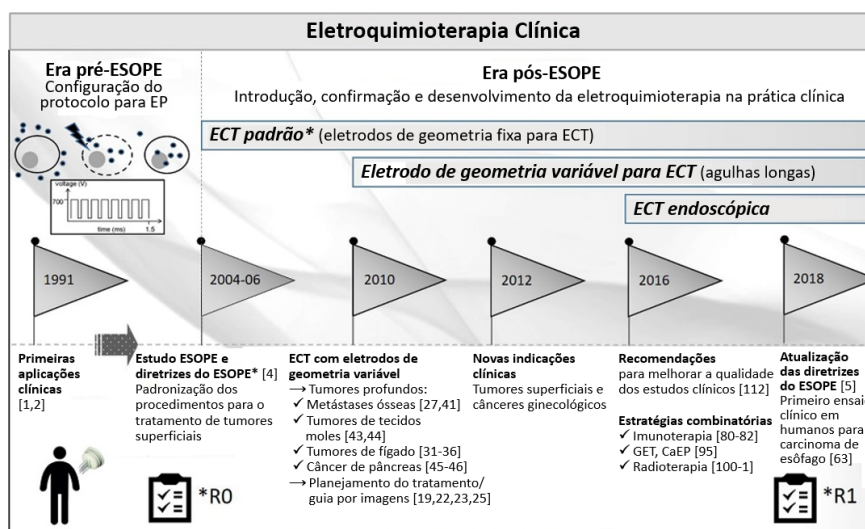 Eletroquimioterapia Clínica
Era pré-ESOPE
Configuração do
protocolo para EP
voltage (V)
700
time (ms)
1.5
Era pós-ESOPE
Introdução, confirmação e desenvolvimento da eletroquimioterapia na prática clínica
ECT padrão* (eletrodos de geometria fixa para ECT)
Eletrodo de geometria variável para ECT (agulhas longas)
ECT endoscópica
1991
2004-06
2010
2012
2016
2018
Primeiras
aplicações
clínicas
[1,2]
Estudo ESOPE e
diretrizes do ESOPE* [4]
Padronização dos
procedimentos para o
tratamento de tumores
superficiais
*R0
ECT com eletrodos de
geometria variável
→ Tumores profundos:
✓ Metástases ósseas [27,41]
✓ Tumores de tecidos
moles [43,44]
✓ Tumores de fígado [31-36]
✓ Câncer de pâncreas [45-46]
→ Planejamento do tratamento/
guia por imagens [19,22,23,25]
Novas indicações
clínicas
Tumores superficiais e
cânceres ginecológicos
Recomendações
para melhorar a qualidade
dos estudos clínicos [112]
Estratégias combinatórias
✓ Imunoterapia [80-82]
✓ GET, CaEP [95]
✓ Radioterapia [100-1]
Atualização
das diretrizes
do ESOPE [5]
Primeiro ensaio
clínico em
humanos para
carcinoma de
esôfago [63]
*R1